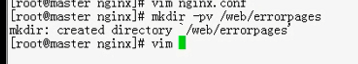 [root@master nginx]# vim nginx.conf
[root@master nginx]# mkdir -pv /web/errorpages
mkdir: created directory `/web/errorpages'
[root@master nginx]# vim